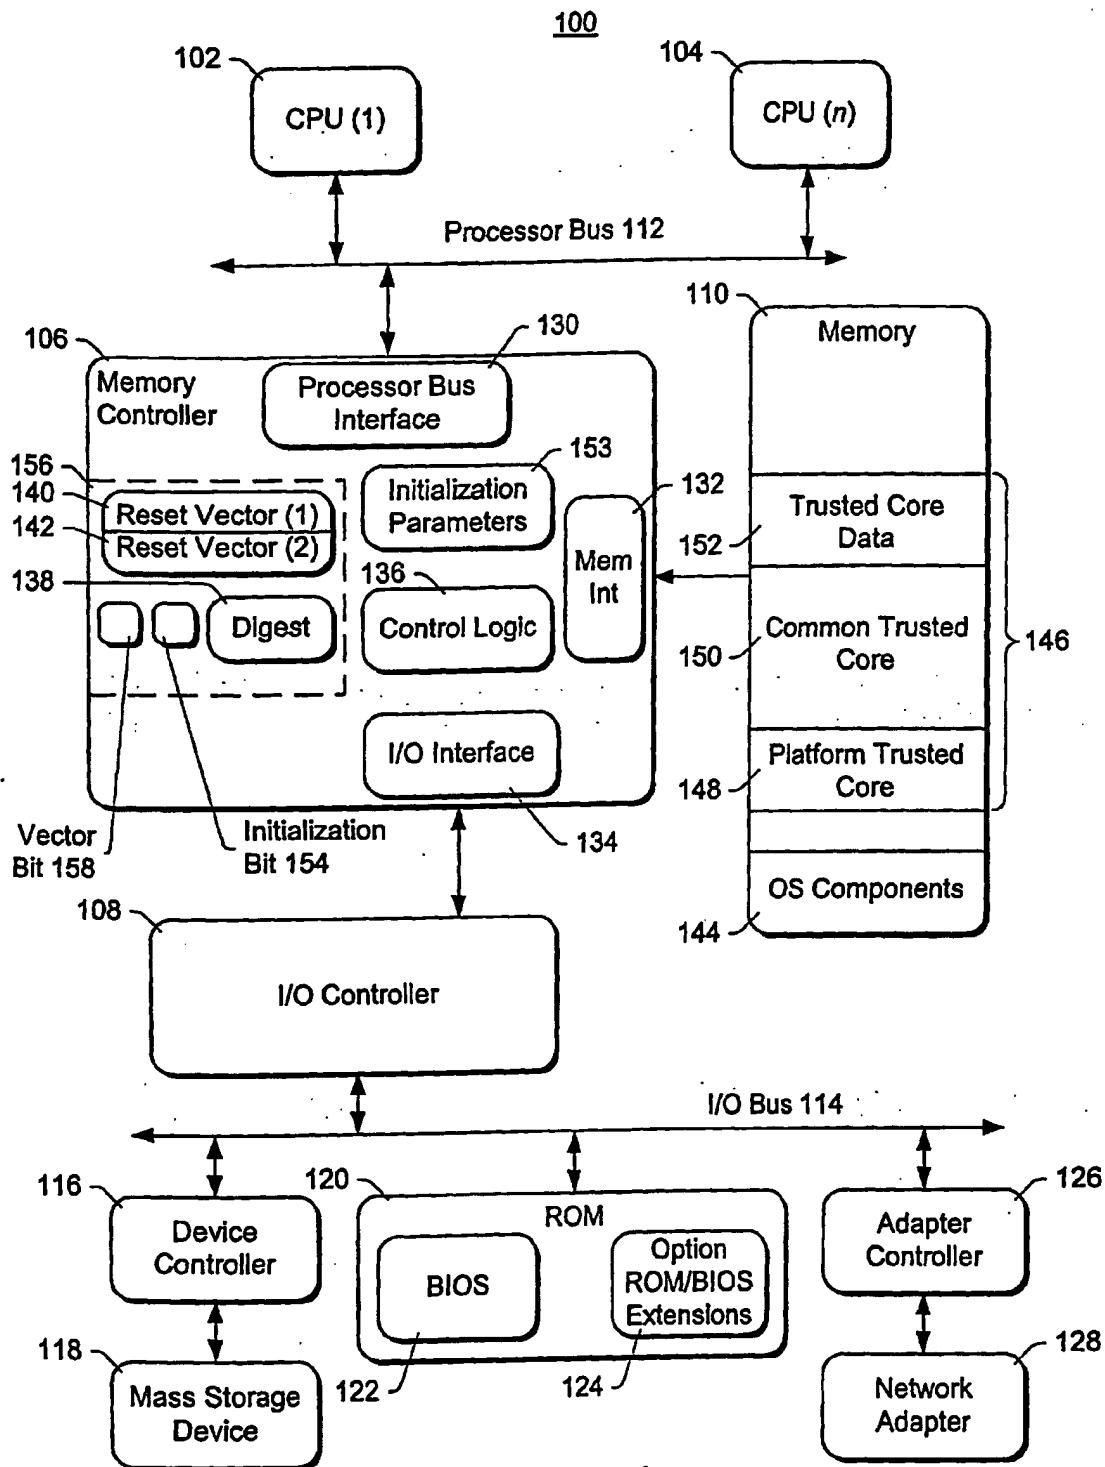 100
102
CPU (1)
104
CPU (n)
Processor Bus 112
106
Memory
Controller
130
Processor Bus
Interface
110
Memory
156
140
Reset Vector (1)
142
Reset Vector (2)
138
Digest
153
Initialization
Parameters
132
Mem
Int
136
Control Logic
152
Trusted Core
Data
150
Common Trusted
Core
146
148
Platform Trusted
Core
I/O Interface
134
Vector
Bit 158
Initialization
Bit 154
OS Components
144
108
I/O Controller
I/O Bus 114
116
Device
Controller
120
ROM
BIOS
122
Option
ROM/BIOS
Extensions
124
126
Adapter
Controller
118
Mass Storage
Device
128
Network
Adapter